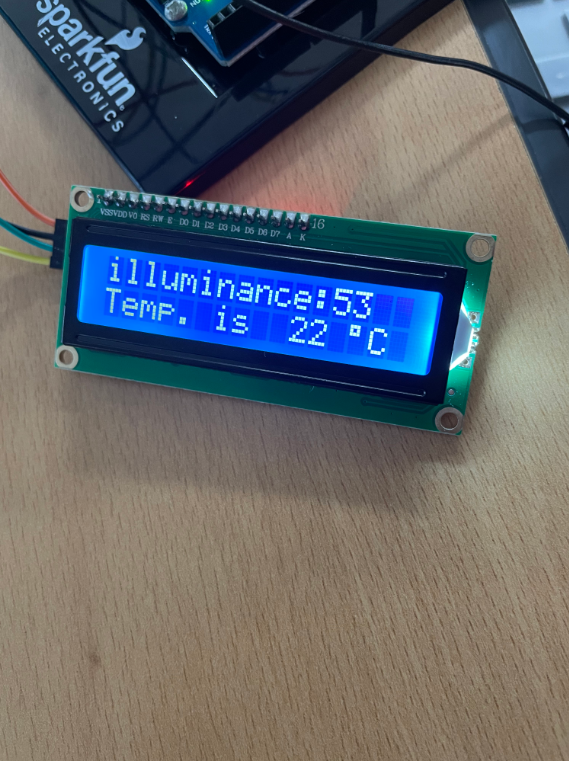 sparkfun
ELECTRONICS
16
VSS VDD V0 RS RW E D0 D1 D2 D3 D4 D5 D6 D7 A K
illuminance:53
Temp. is 22 °C